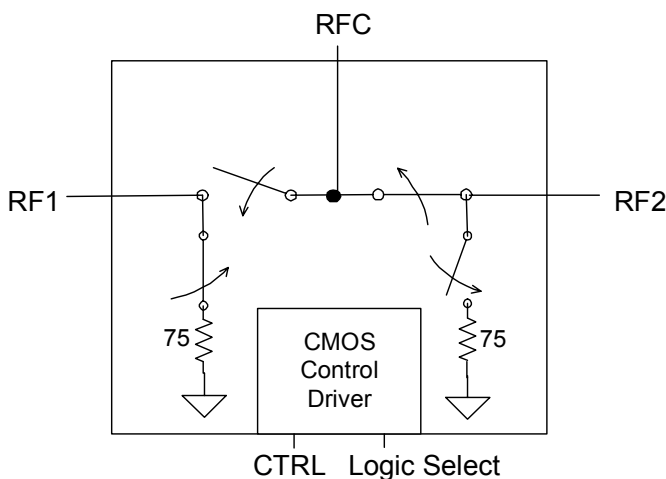 RFC
RF1
RF2
75
75
CMOS
Control
Driver
CTRL
Logic Select